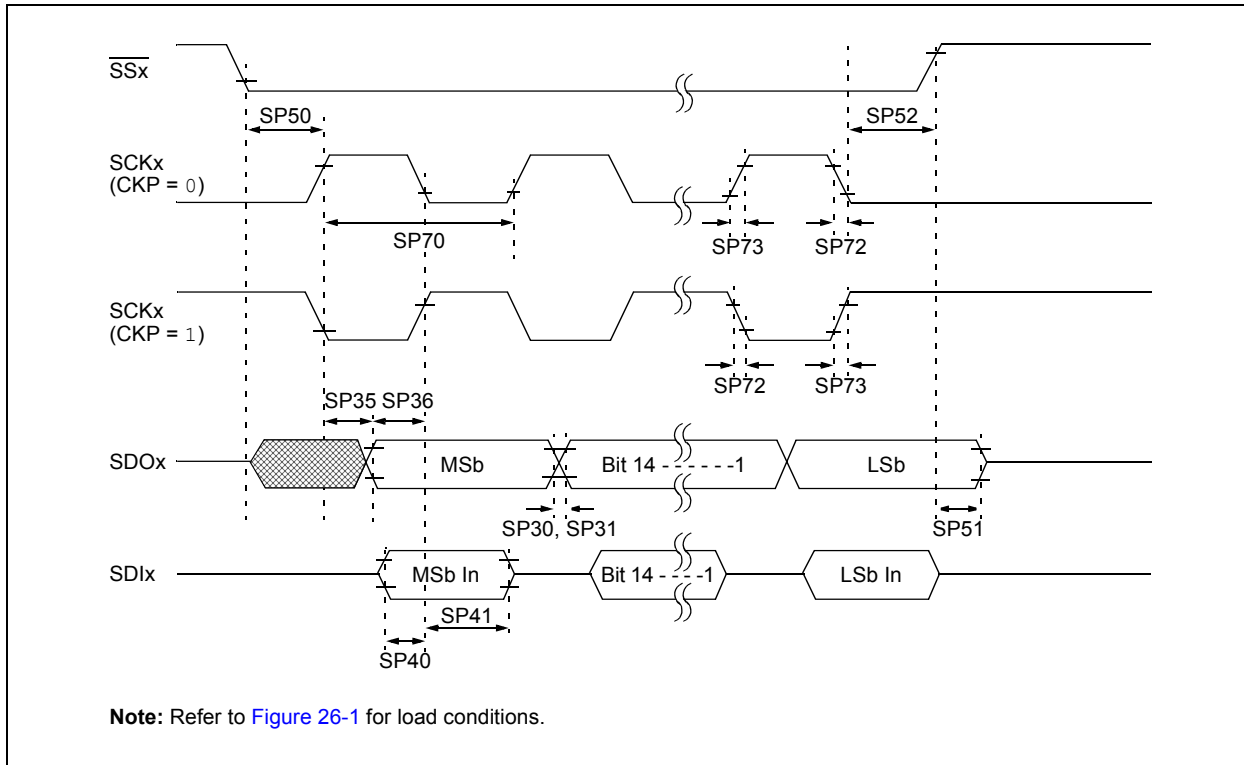 SSx
SP50
SP52
SCKx
(CKP = 0)
SP70
SP73
SP72
SCKx
(CKP = 1)
SP72
SP73
SP35 SP36
SDOx
MSb
Bit 14 - - - - - -1
LSb
SP30, SP31
SP51
SDIx
MSb In
Bit 14 - - - - -1
LSb In
SP41
SP40
Note: Refer to Figure 26-1 for load conditions.